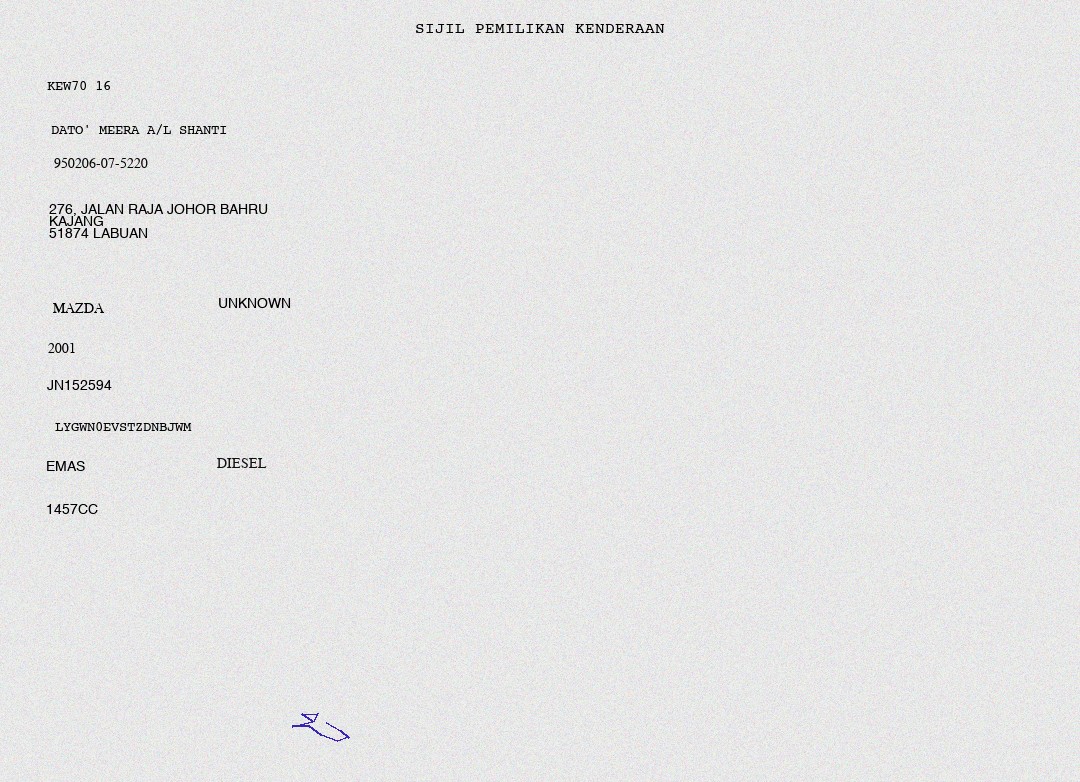 SIJIL PEMILIKAN KENDERAAN
KEW70 16
DATO' MEERA A/L SHANTI
950206-07-5220
276, JALAN RAJA JOHOR BAHRU
KAJANG
51874 LABUAN
MAZDA UNKNOWN
2001
JN152594
LYGWN0EVSTZDNBJWM
EMAS DIESEL
1457CC